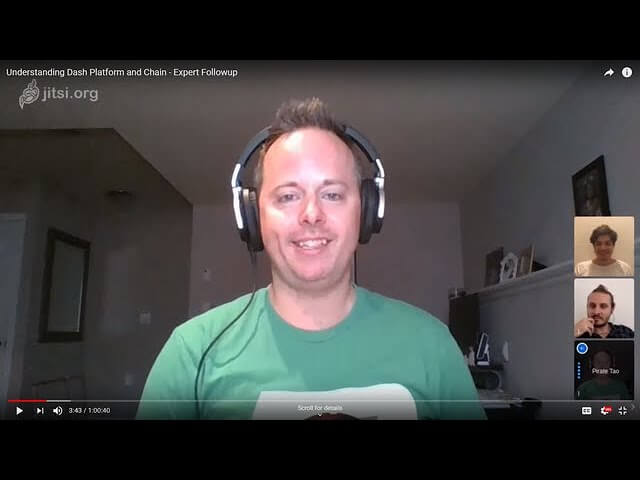 Understanding Dash Platform and Chain - Expert Followup
jitsi.org
Pirate Tao
Scroll for details
3:43 / 1:00:40